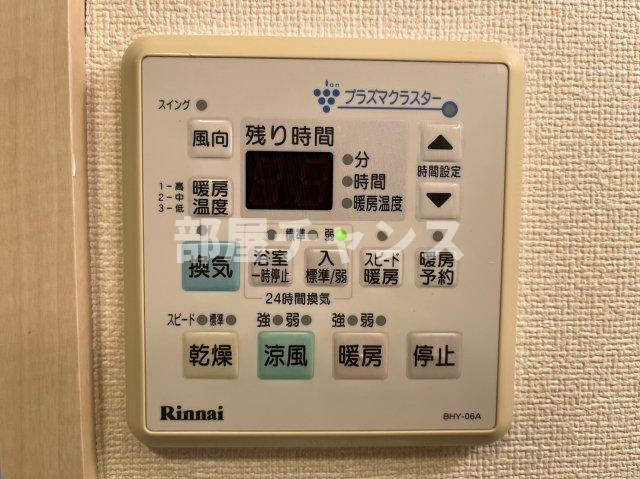 ion
プラズマクラスター
スイング
風向
残り時間
分
時間
暖房温度
時間設定
1-高
2-中
3-低
暖房
温度
部屋チャンス
標準 弱
換気
浴室
一時停止
入
標準/弱
スピード
暖房
暖房
予約
24時間換気
スピード 標準
強 弱
強 弱
乾燥
涼風
暖房
停止
Rinnai
BHY-06A